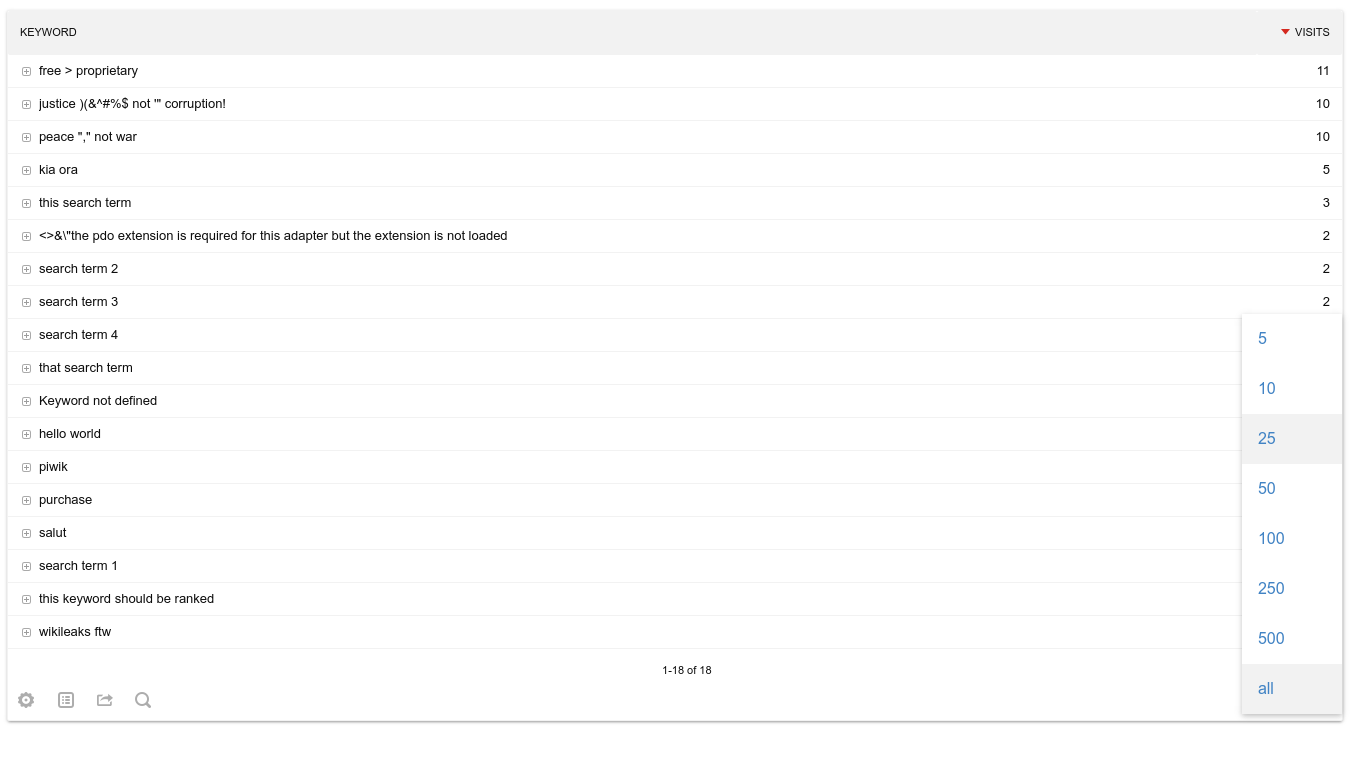 KEYWORD VISITS
free > proprietary 11
justice )(&^#%$ not '" corruption! 10
peace "," not war 10
kia ora 5
this search term 3
<>&\"the pdo extension is required for this adapter but the extension is not loaded 2
search term 2 2
search term 3 2
search term 4
5
that search term
10
Keyword not defined
hello world
25
piwik
50
purchase
salut
100
search term 1
250
this keyword should be ranked
wikileaks ftw
500
1-18 of 18
all